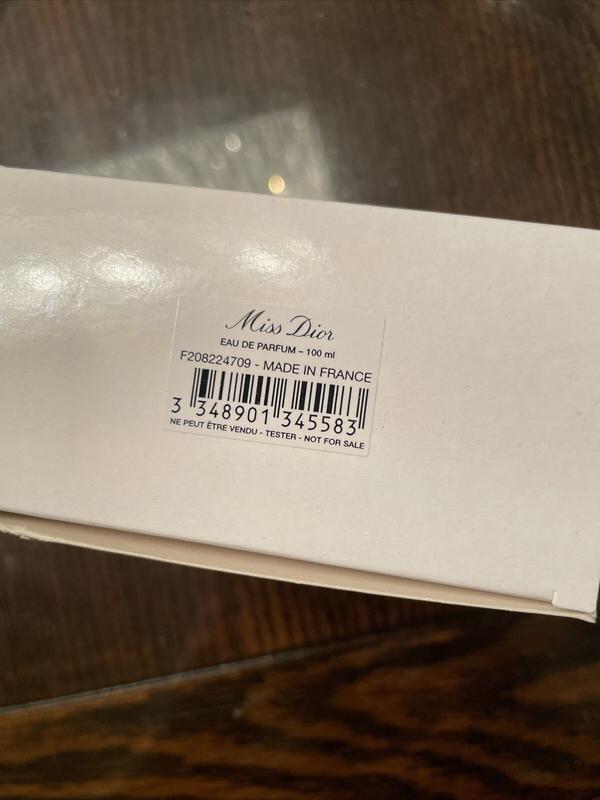 Miss Dior
EAU DE PARFUM – 100 ml
F208224709 - MADE IN FRANCE
3 348901 345583
NE PEUT ÊTRE VENDU - TESTER - NOT FOR SALE